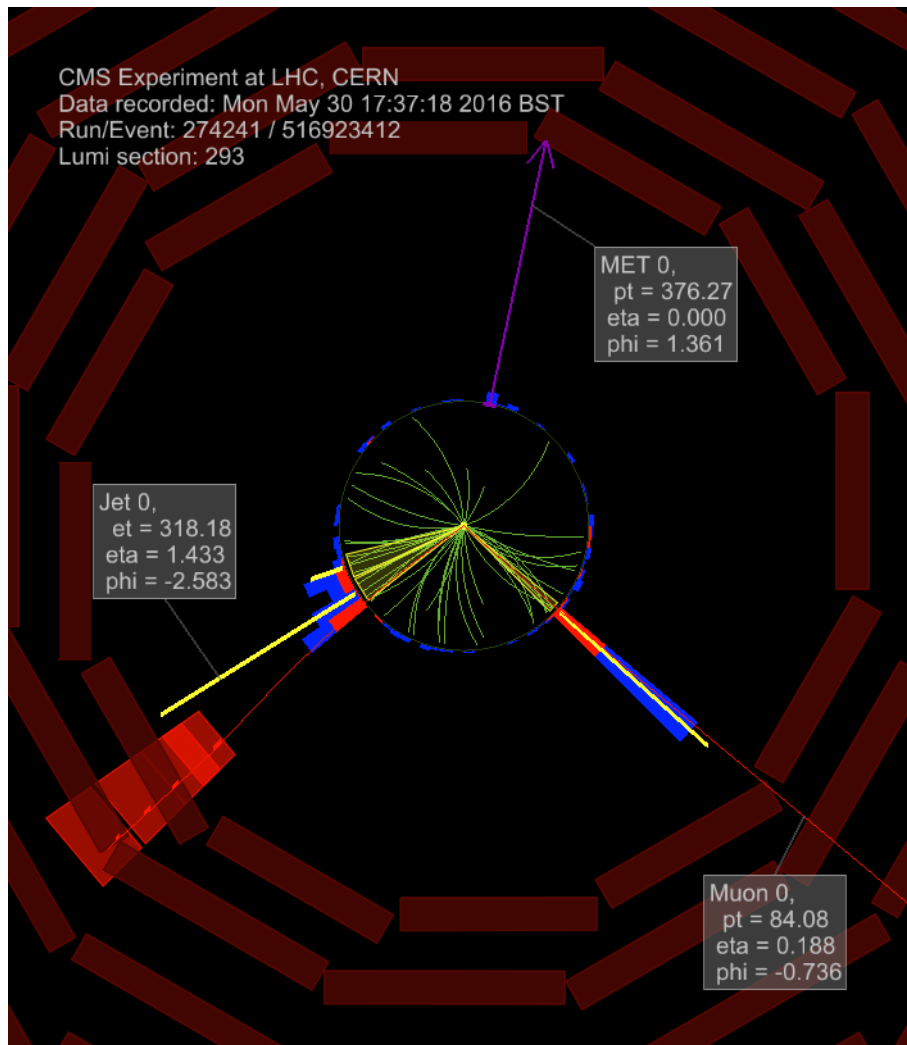 CMS Experiment at LHC, CERN
Data recorded: Mon May 30 17:37:18 2016 BST
Run/Event: 274241 / 516923412
Lumi section: 293
MET 0,
pt = 376.27
eta = 0.000
phi = 1.361
Jet 0,
et = 318.18
eta = 1.433
phi = -2.583
Muon 0,
pt = 84.08
eta = 0.188
phi = -0.736